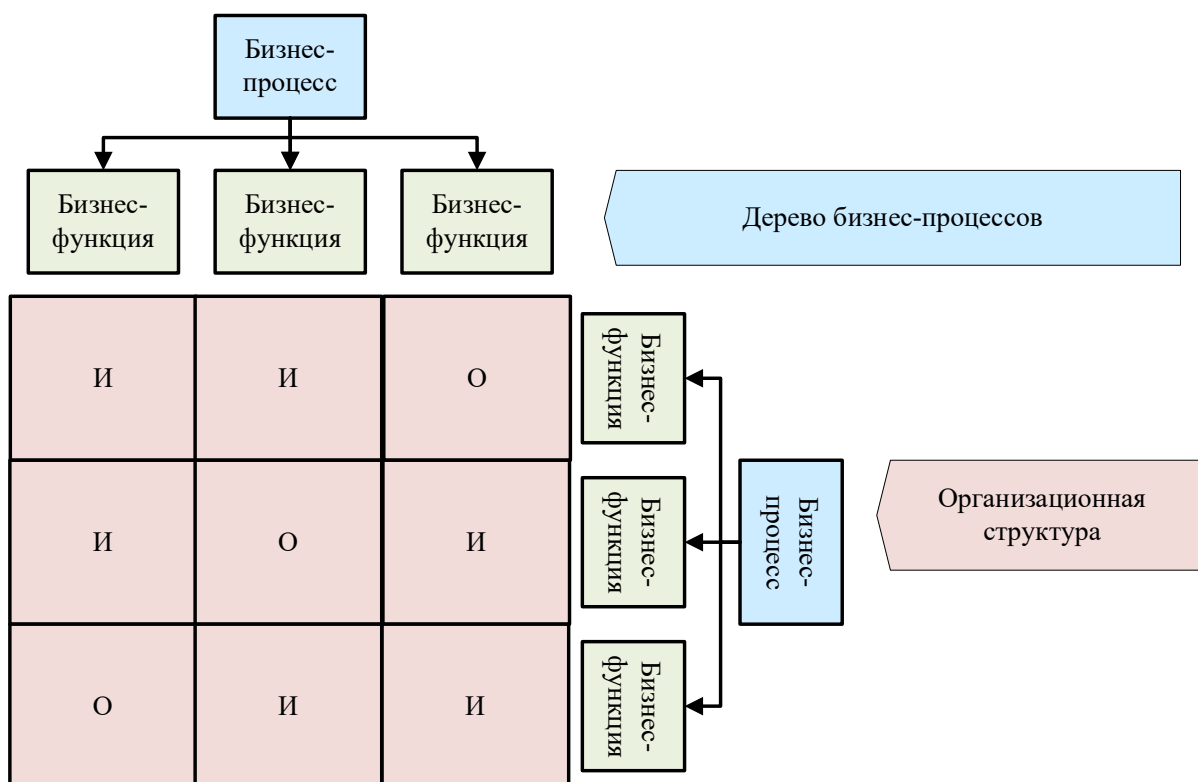 Бизнес-
процесс
Бизнес-
функция
Бизнес-
функция
Бизнес-
функция
Дерево бизнес-процессов
И
И
О
Бизнес-
функция
И
О
И
Бизнес-
функция
Бизнес-
процесс
Организационная
структура
О
И
И
Бизнес-
функция